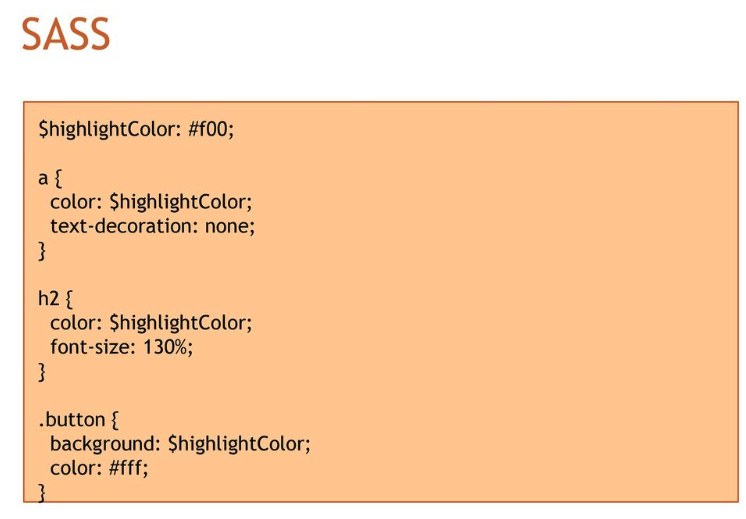 SASS
$highlightColor: #f00;
a {
color: $highlightColor;
text-decoration: none;
}
h2 {
color: $highlightColor;
font-size: 130%;
}
.button {
background: $highlightColor;
color: #fff;
}